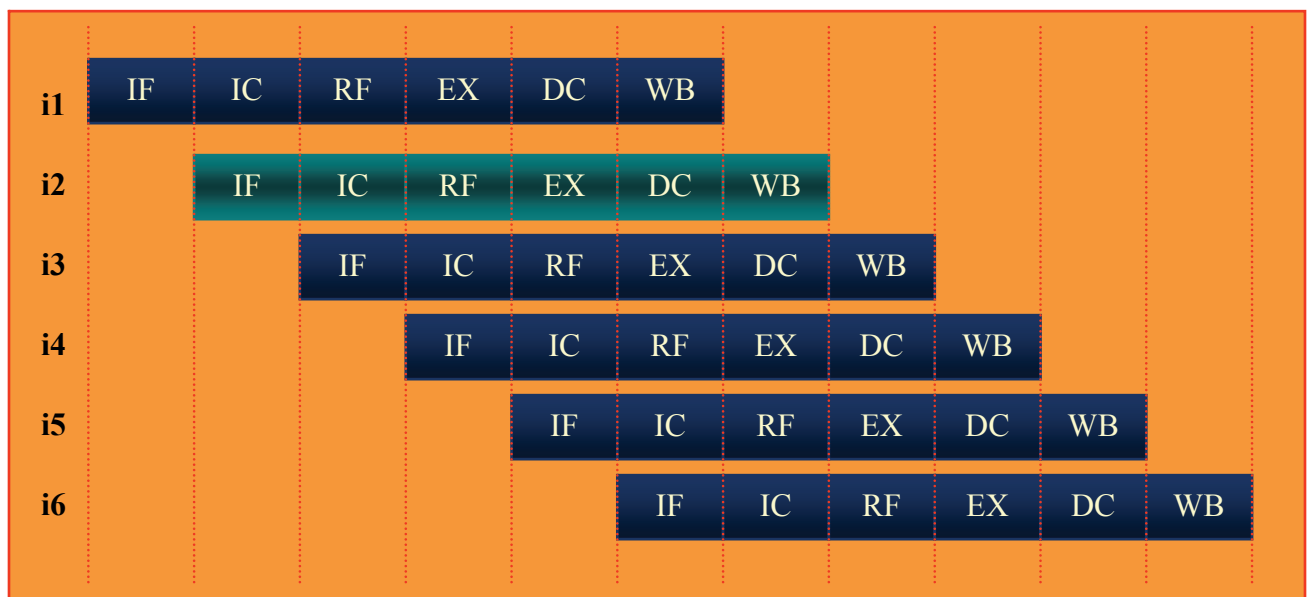 i1 IF IC RF EX DC WB
i2 IF IC RF EX DC WB
i3 IF IC RF EX DC WB
i4 IF IC RF EX DC WB
i5 IF IC RF EX DC WB
i6 IF IC RF EX DC WB